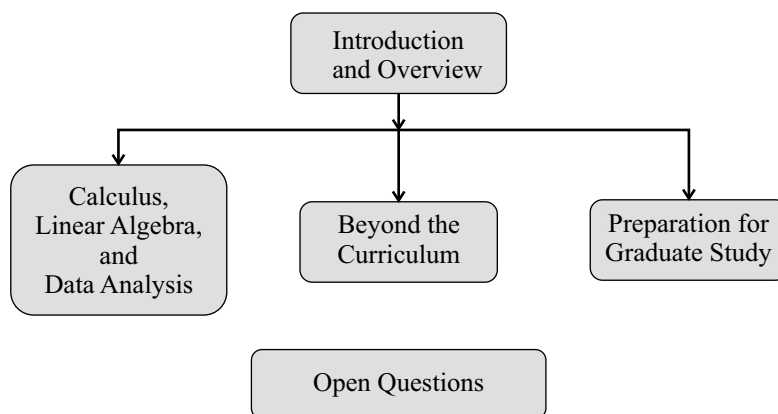 Introduction
and Overview
Calculus,
Linear Algebra,
and
Data Analysis
Beyond the
Curriculum
Preparation for
Graduate Study
Open Questions